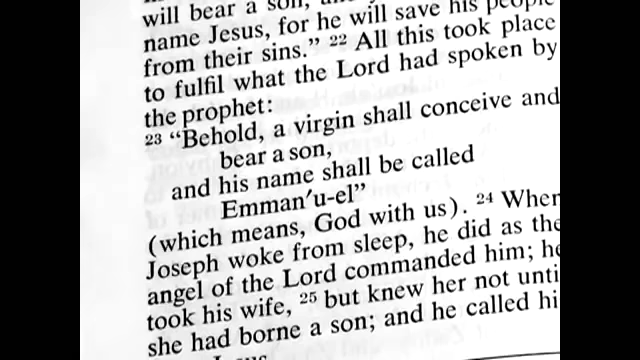 will bear a son,
name Jesus, for he will save his people
from their sins.” 22 All this took place
to fulfil what the Lord had spoken by
the prophet:
23 “Behold, a virgin shall conceive and
bear a son,
and his name shall be called
Emman′u-el”
(which means, God with us). 24 When
Joseph woke from sleep, he did as the
angel of the Lord commanded him; he
took his wife, 25 but knew her not unti
she had borne a son; and he called hi
Jesus